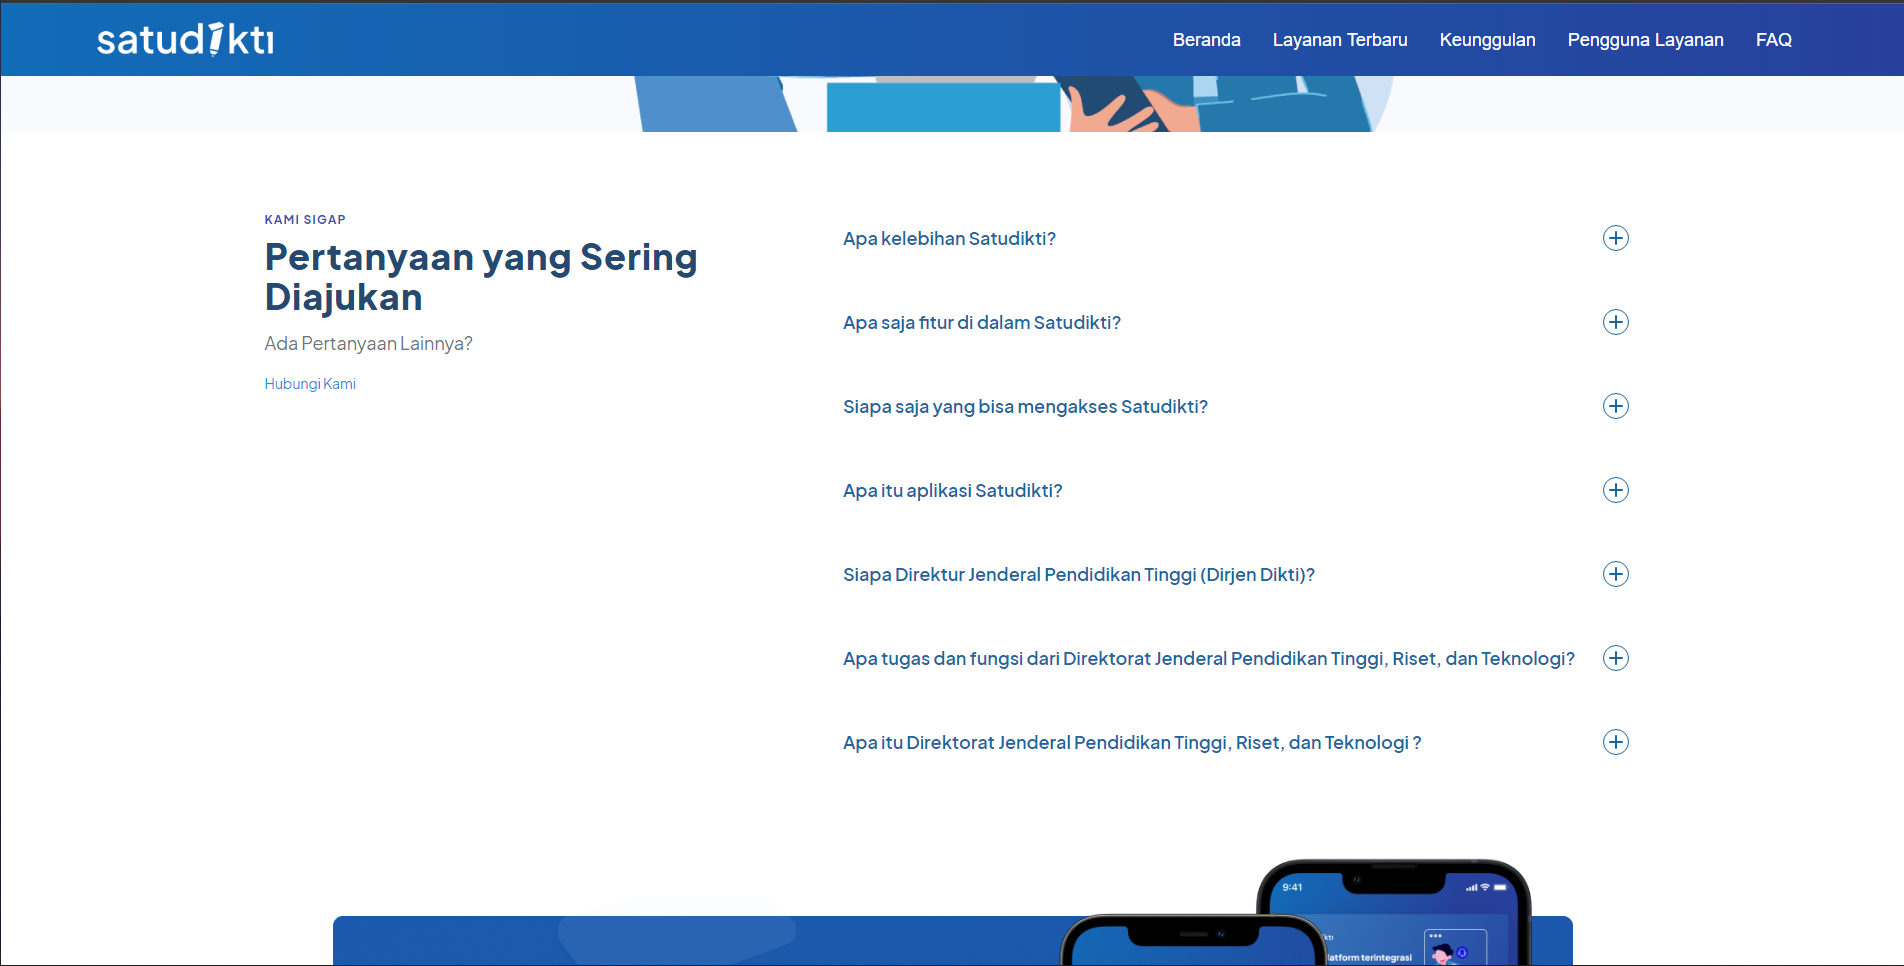 satudikti
Beranda
Layanan Terbaru
Keunggulan
Pengguna Layanan
FAQ
KAMI SIGAP
Pertanyaan yang Sering
Diajukan
Ada Pertanyaan Lainnya?
Hubungi Kami
Apa kelebihan Satudikti?
Apa saja fitur di dalam Satudikti?
Siapa saja yang bisa mengakses Satudikti?
Apa itu aplikasi Satudikti?
Siapa Direktur Jenderal Pendidikan Tinggi (Dirjen Dikti)?
Apa tugas dan fungsi dari Direktorat Jenderal Pendidikan Tinggi, Riset, dan Teknologi?
Apa itu Direktorat Jenderal Pendidikan Tinggi, Riset, dan Teknologi ?
9:41
terintegrasi